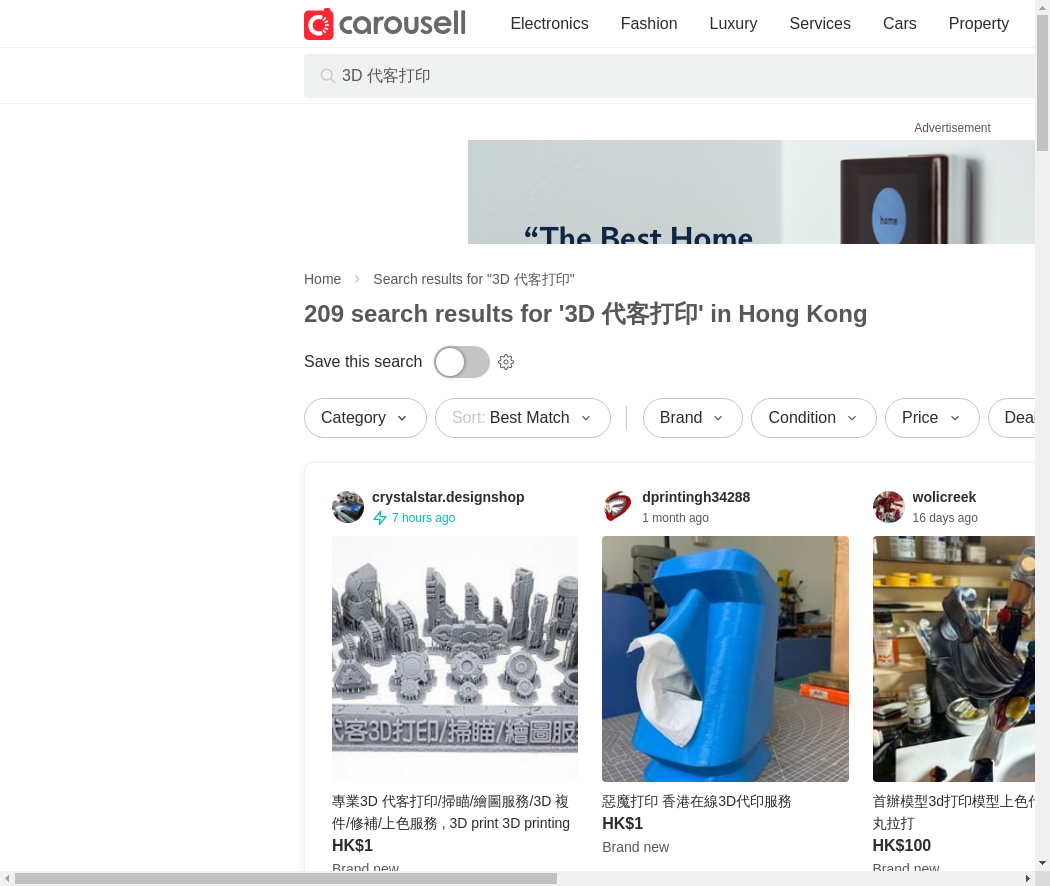 carousell
Electronics
Fashion
Luxury
Services
Cars
Property
3D 代客打印
Advertisement
“The Best Home
home
Home
Search results for "3D 代客打印"
209 search results for '3D 代客打印' in Hong Kong
Save this search
Category
Sort: Best Match
Brand
Condition
Price
Deal
crystalstar.designshop
7 hours ago
代客3D打印/掃瞄/繪圖服
專業3D 代客打印/掃瞄/繪圖服務/3D 複
件/修補/上色服務 , 3D print 3D printing
HK$1
Brand new
dprintingh34288
1 month ago
惡魔打印 香港在線3D代印服務
HK$1
Brand new
wolicreek
16 days ago
首辦模型3d打印模型上色代
丸拉打
HK$100
Brand new